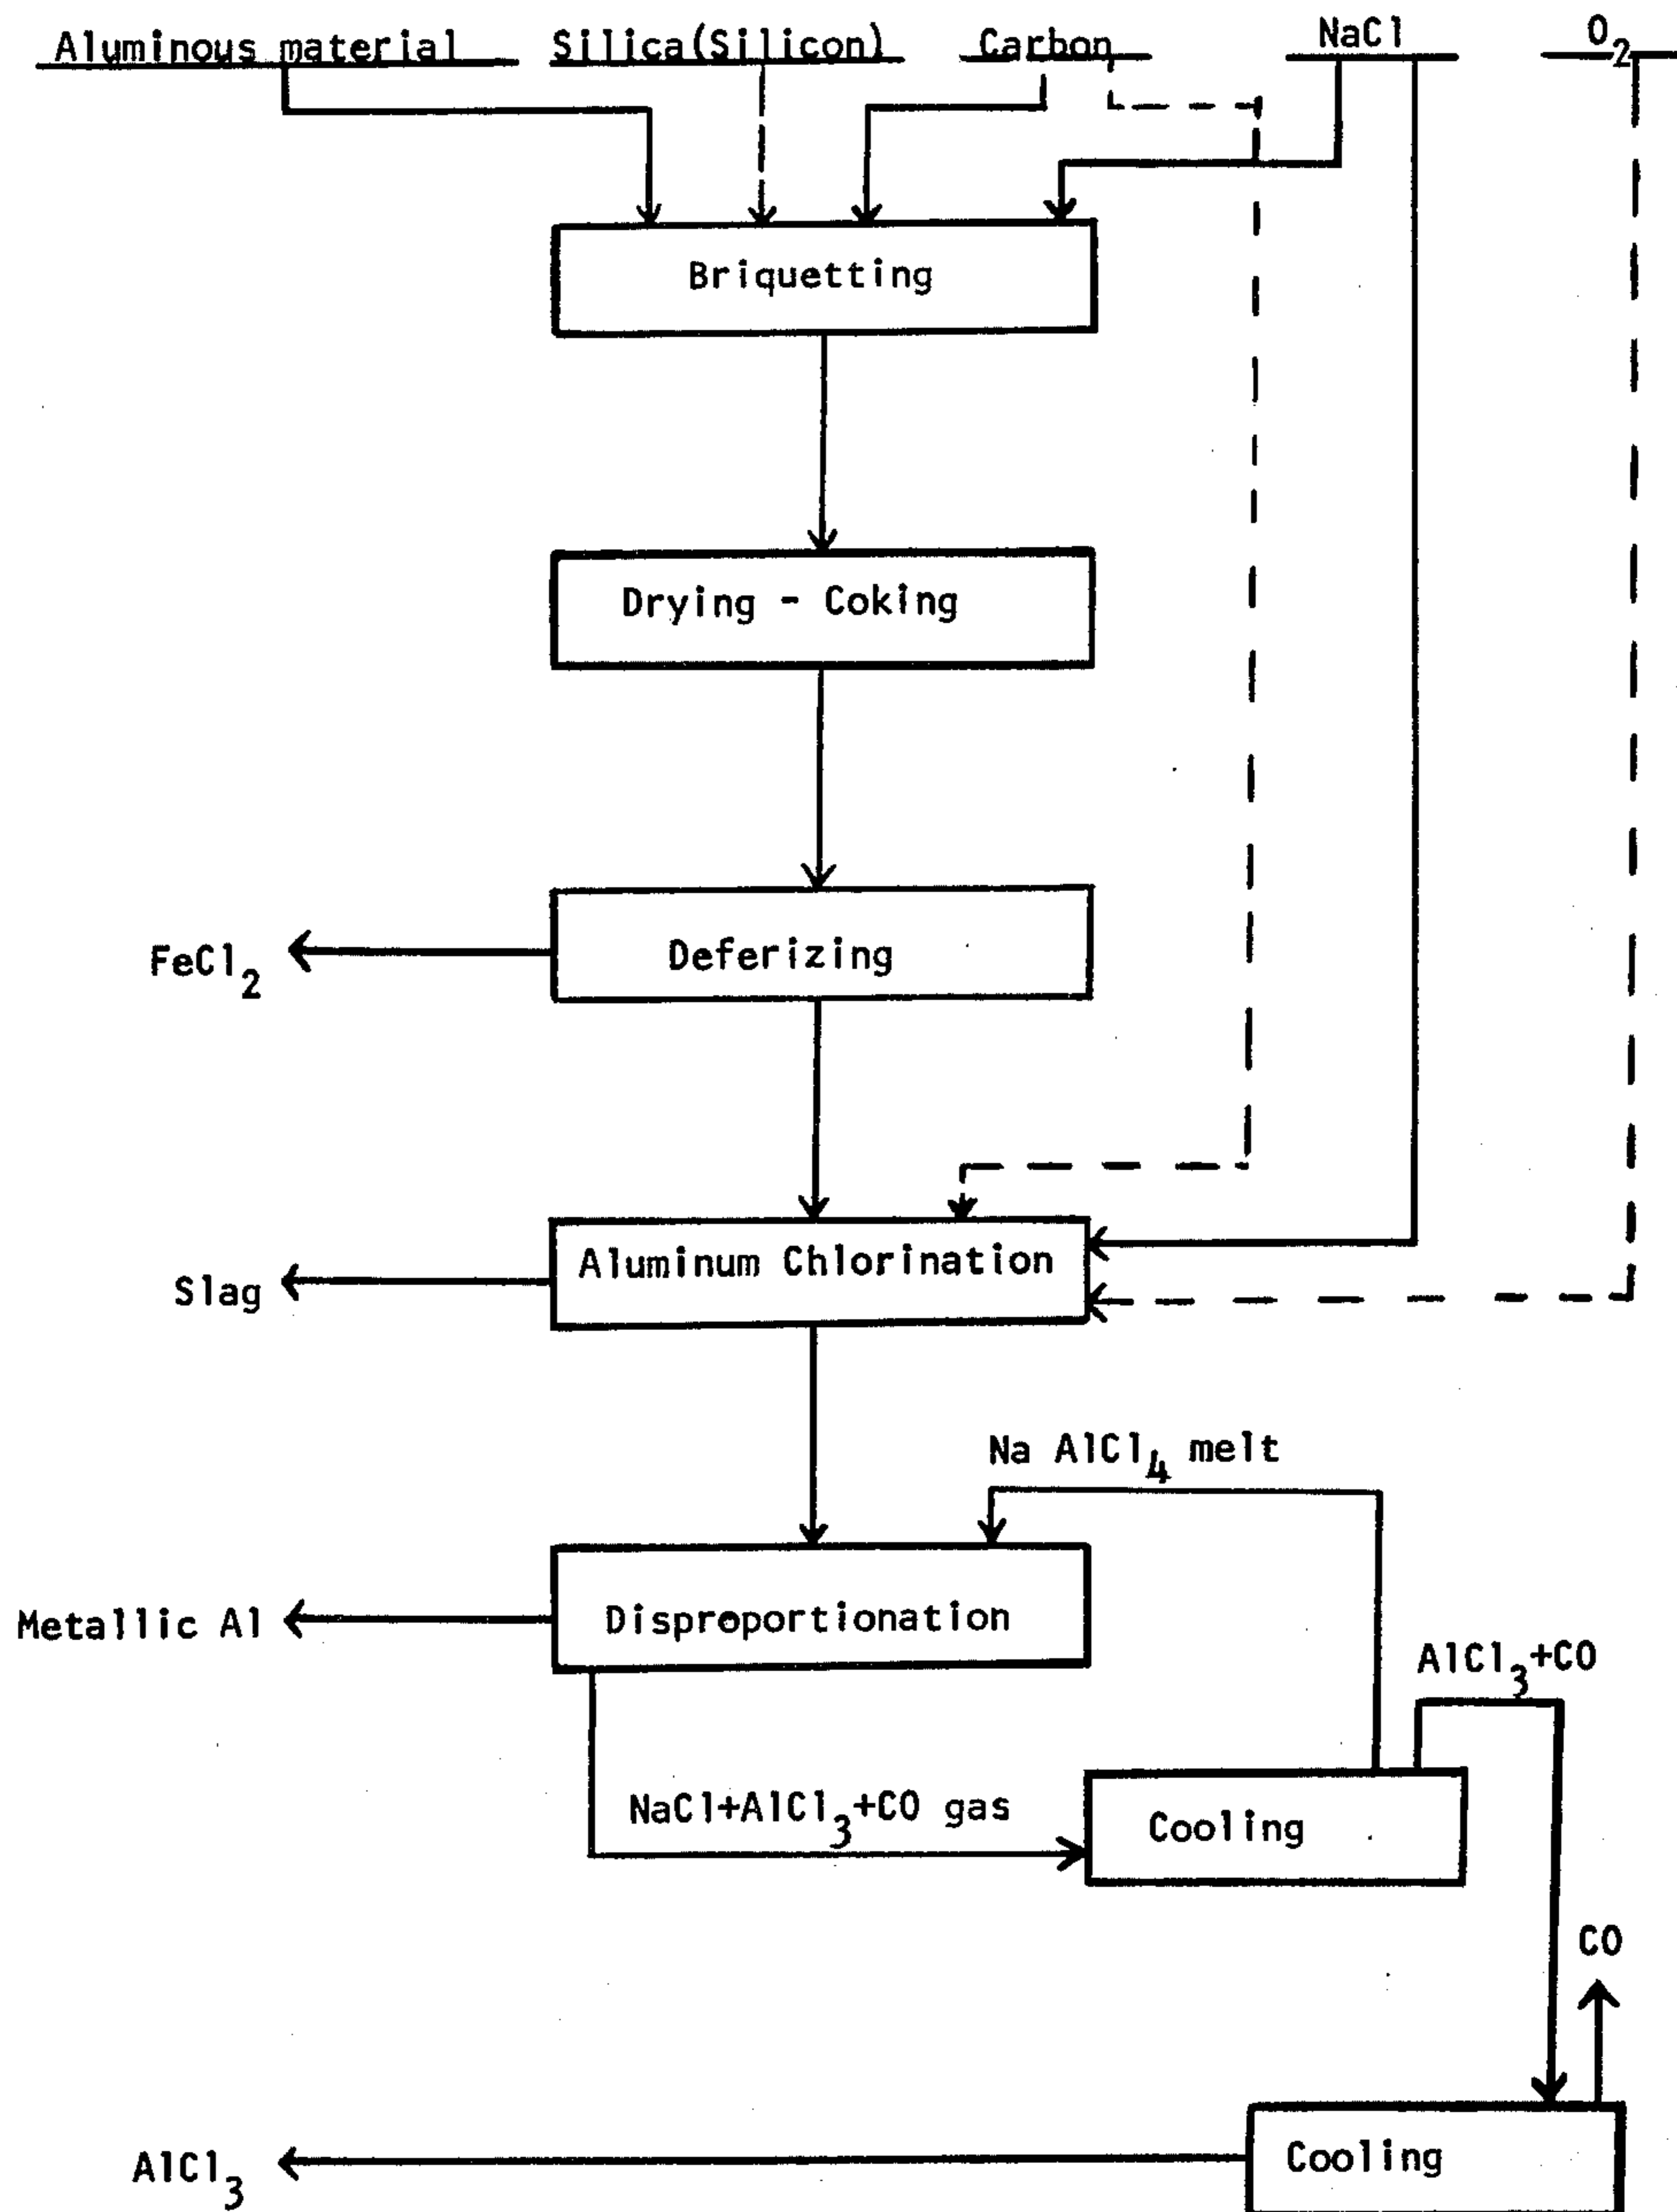 Aluminous material
Silica(Silicon)
Carbon
NaCl
O2
Briquetting
Drying - Coking
Deferizing
FeCl2
Aluminum Chlorination
Slag
Na AlCl4 melt
Disproportionation
Metallic Al
AlCl3+CO
NaCl+AlCl3+CO gas
Cooling
CO
Cooling
AlCl3